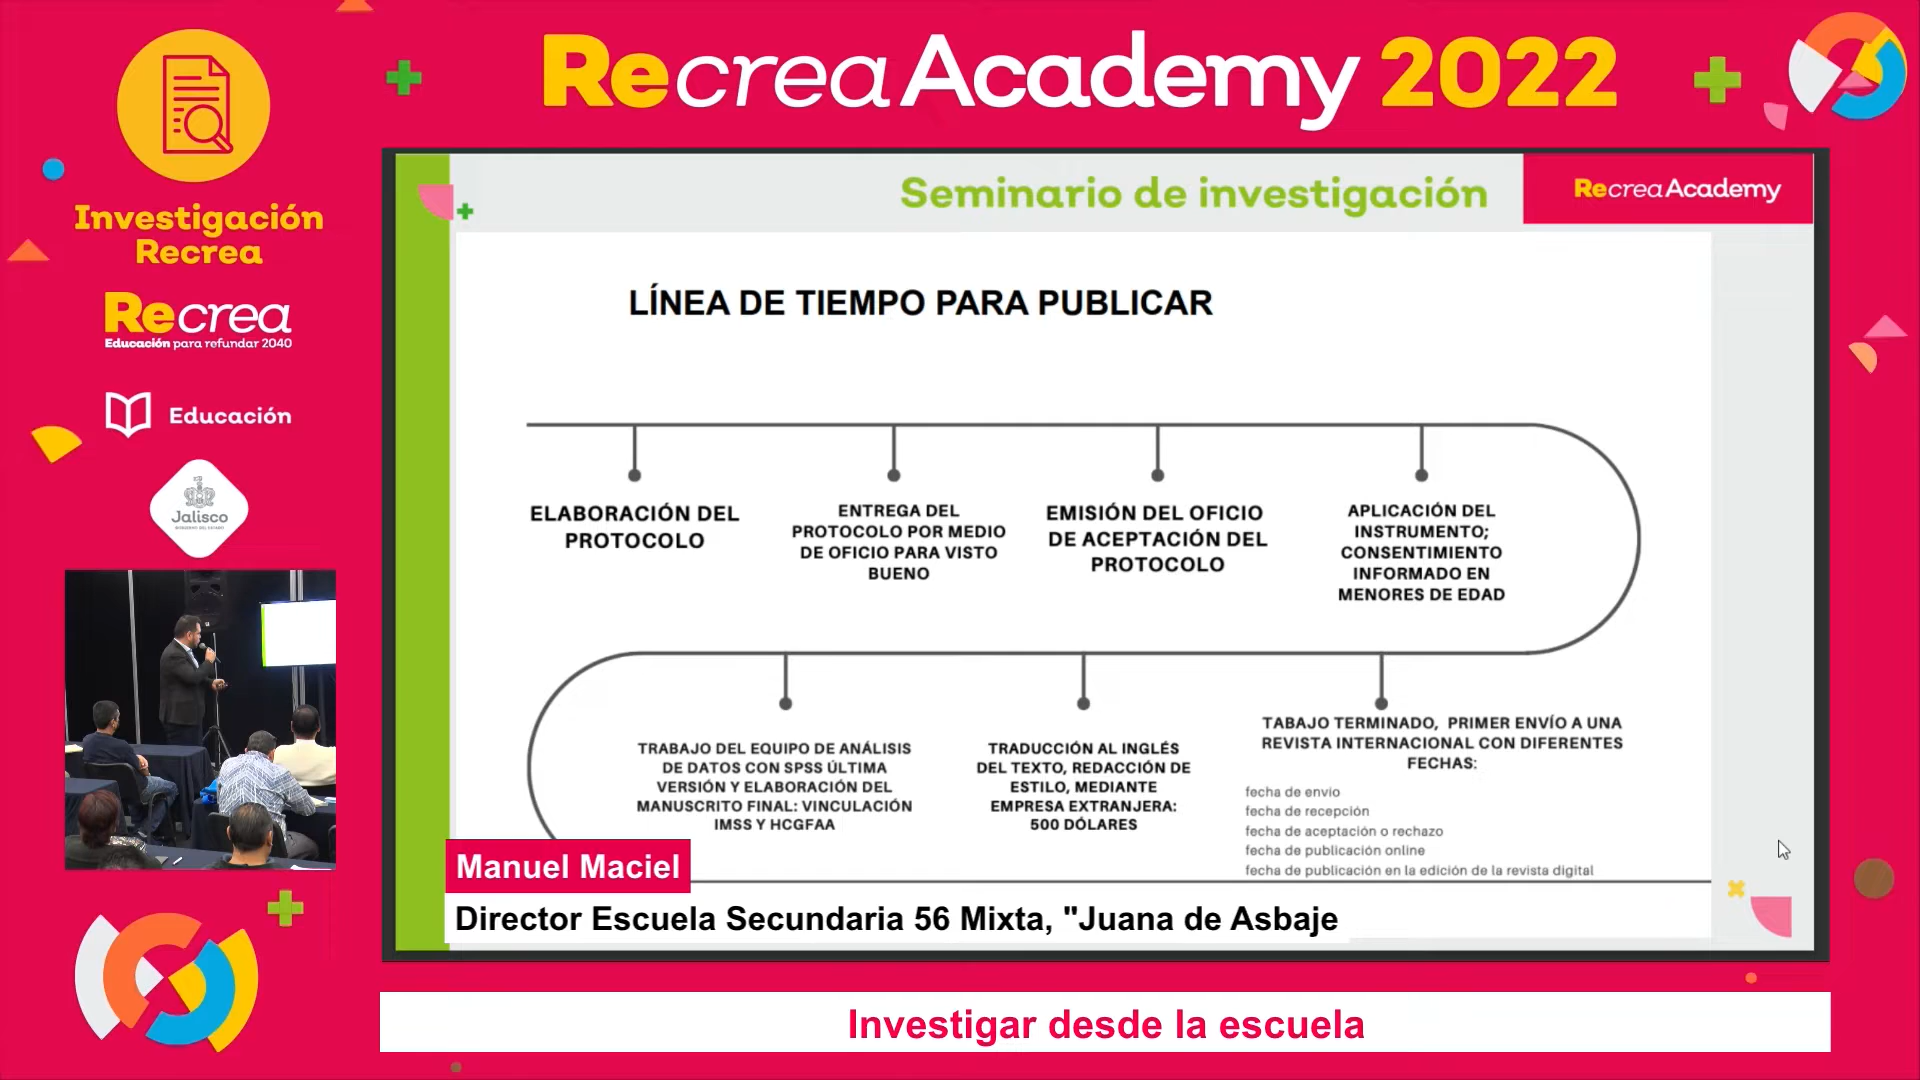 RecreaAcademy 2022
Investigación
Recrea
Recrea
Educación para refundar 2040
Educación
Jalisco
Seminario de investigación
RecreaAcademy
LÍNEA DE TIEMPO PARA PUBLICAR
ELABORACIÓN DEL
PROTOCOLO
ENTREGA DEL
PROTOCOLO POR MEDIO
DE OFICIO PARA VISTO
BUENO
EMISIÓN DEL OFICIO
DE ACEPTACIÓN DEL
PROTOCOLO
APLICACIÓN DEL
INSTRUMENTO;
CONSENTIMIENTO
INFORMADO EN
MENORES DE EDAD
TRABAJO DEL EQUIPO DE ANÁLISIS
DE DATOS CON SPSS ÚLTIMA
VERSIÓN Y ELABORACIÓN DEL
MANUSCRITO FINAL: VINCULACIÓN
IMSS Y HCGFAA
TRADUCCIÓN AL INGLÉS
DEL TEXTO, REDACCIÓN DE
ESTILO, MEDIANTE
EMPRESA EXTRANJERA:
500 DÓLARES
TABAJO TERMINADO, PRIMER ENVÍO A UNA
REVISTA INTERNACIONAL CON DIFERENTES
FECHAS:
fecha de envio
fecha de recepción
fecha de aceptación o rechazo
fecha de publicación online
fecha de publicación en la edición de la revista digital
Manuel Maciel
Director Escuela Secundaria 56 Mixta, "Juana de Asbaje
Investigar desde la escuela